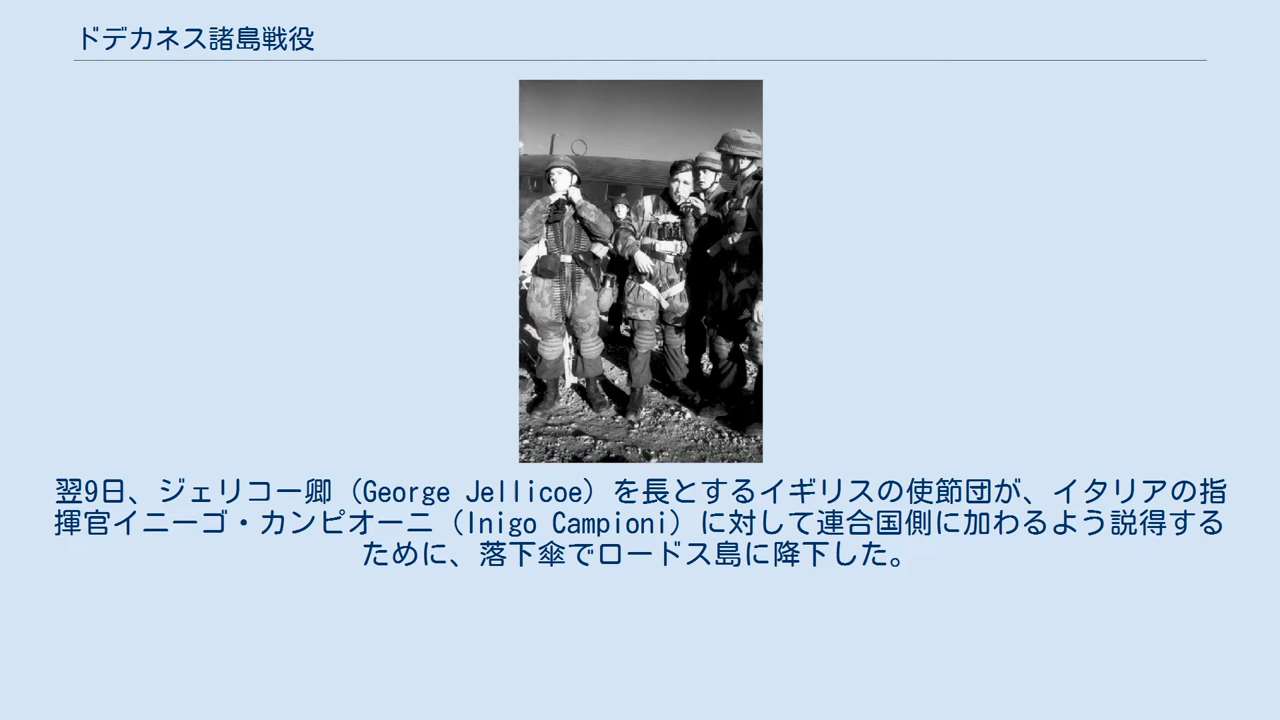 ドデカネス諸島戦役
翌9日、ジェリコー卿（George Jellicoe）を長とするイギリスの使節団が、イタリアの指
揮官イニーゴ・カンピオーニ（Inigo Campioni）に対して連合国側に加わるよう説得する
ために、落下傘でロードス島に降下した。